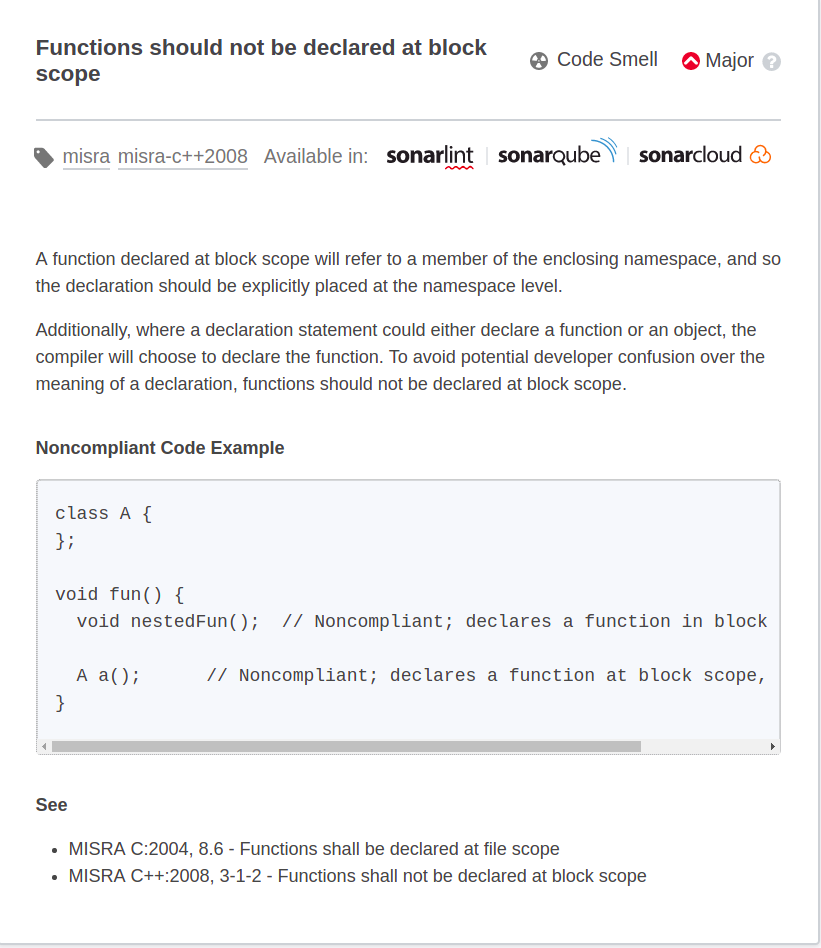 Functions should not be declared at block
scope
Code Smell
Major ?
misra misra-c++2008 Available in: sonarlint sonarqube sonarcloud
A function declared at block scope will refer to a member of the enclosing namespace, and so
the declaration should be explicitly placed at the namespace level.
Additionally, where a declaration statement could either declare a function or an object, the
compiler will choose to declare the function. To avoid potential developer confusion over the
meaning of a declaration, functions should not be declared at block scope.
Noncompliant Code Example
class A {
};
void fun() {
  void nestedFun();  // Noncompliant; declares a function in block
  A a();      // Noncompliant; declares a function at block scope,
}
See
• MISRA C:2004, 8.6 - Functions shall be declared at file scope
• MISRA C++:2008, 3-1-2 - Functions shall not be declared at block scope